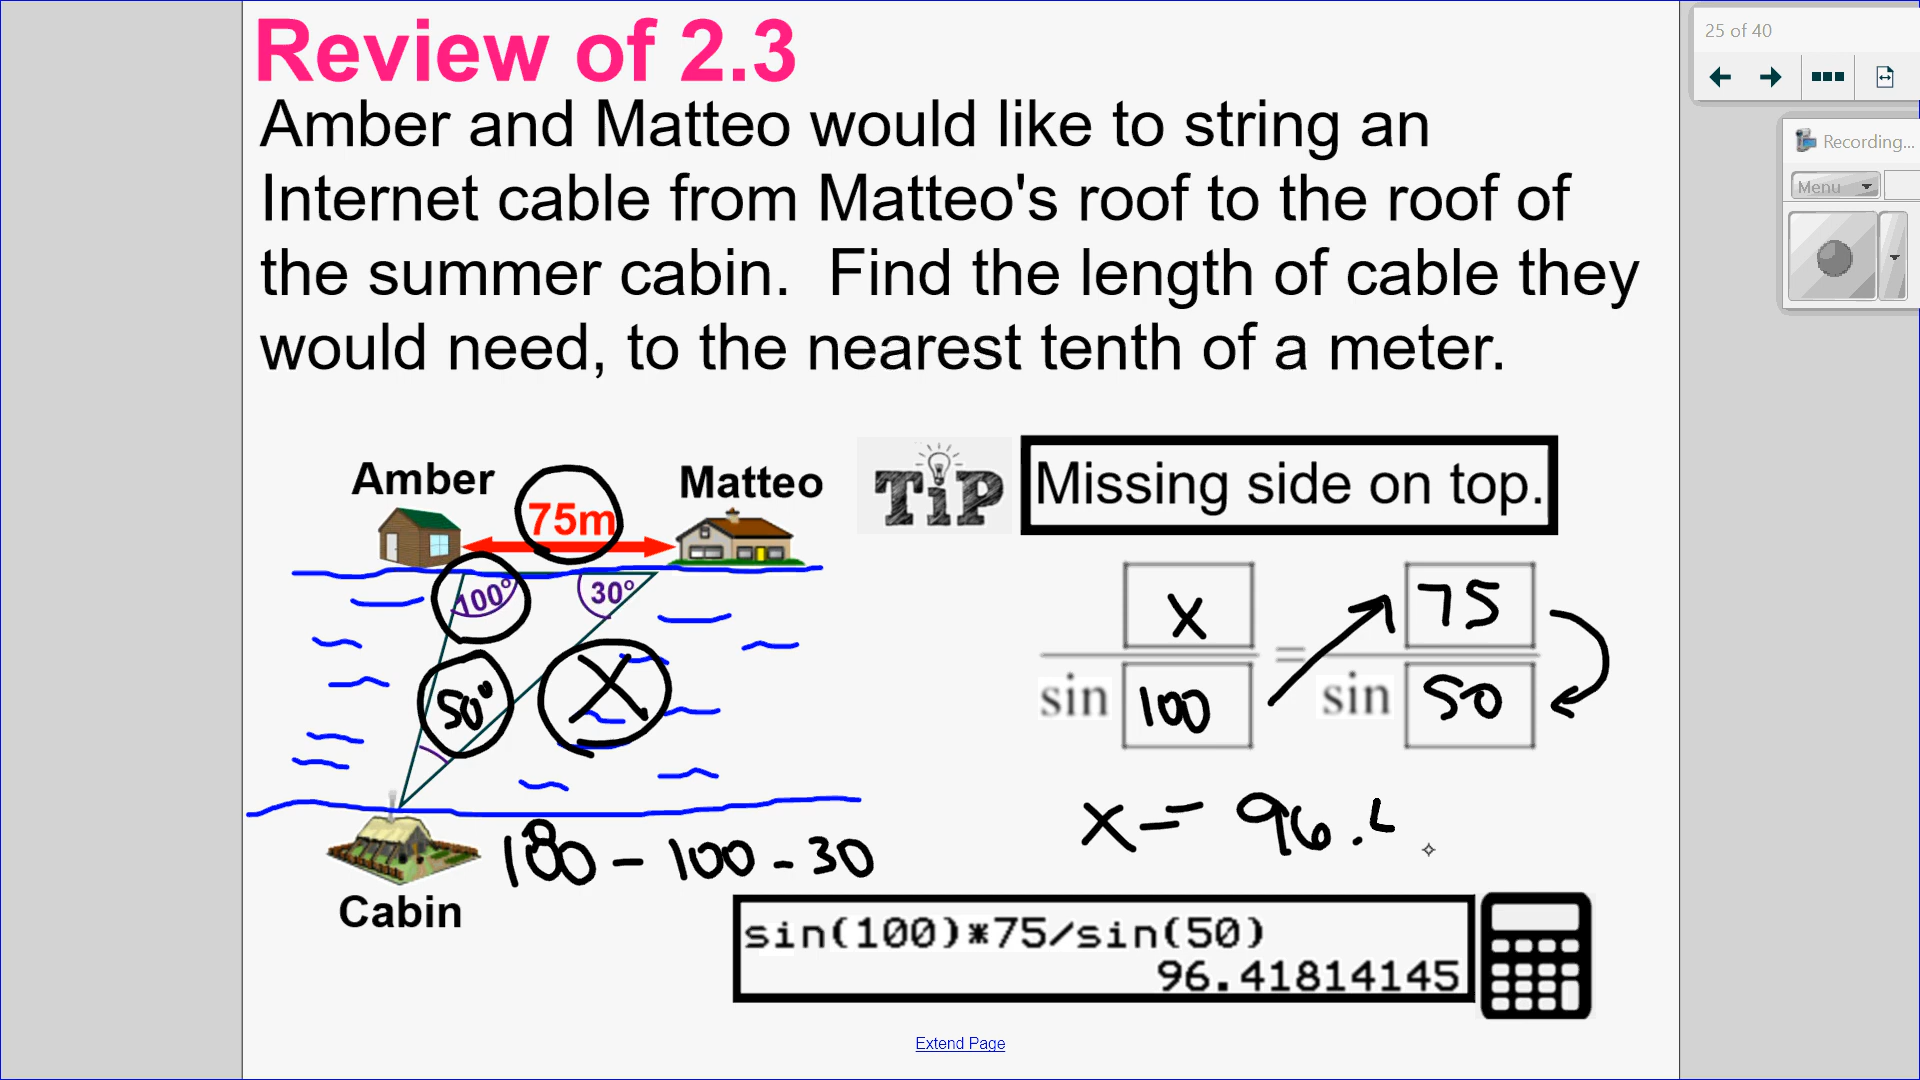 Review of 2.3
25 of 40
Amber and Matteo would like to string an
Internet cable from Matteo's roof to the roof of
the summer cabin. Find the length of cable they
would need, to the nearest tenth of a meter.
Recording...
Menu
Amber
75m
Matteo
TiP
Missing side on top.
100°
30°
50°
X
x
sin 100
=
75
sin 50
x = 96.4
180 - 100 - 30
Cabin
sin(100)*75/sin(50)
96.41814145
Extend Page